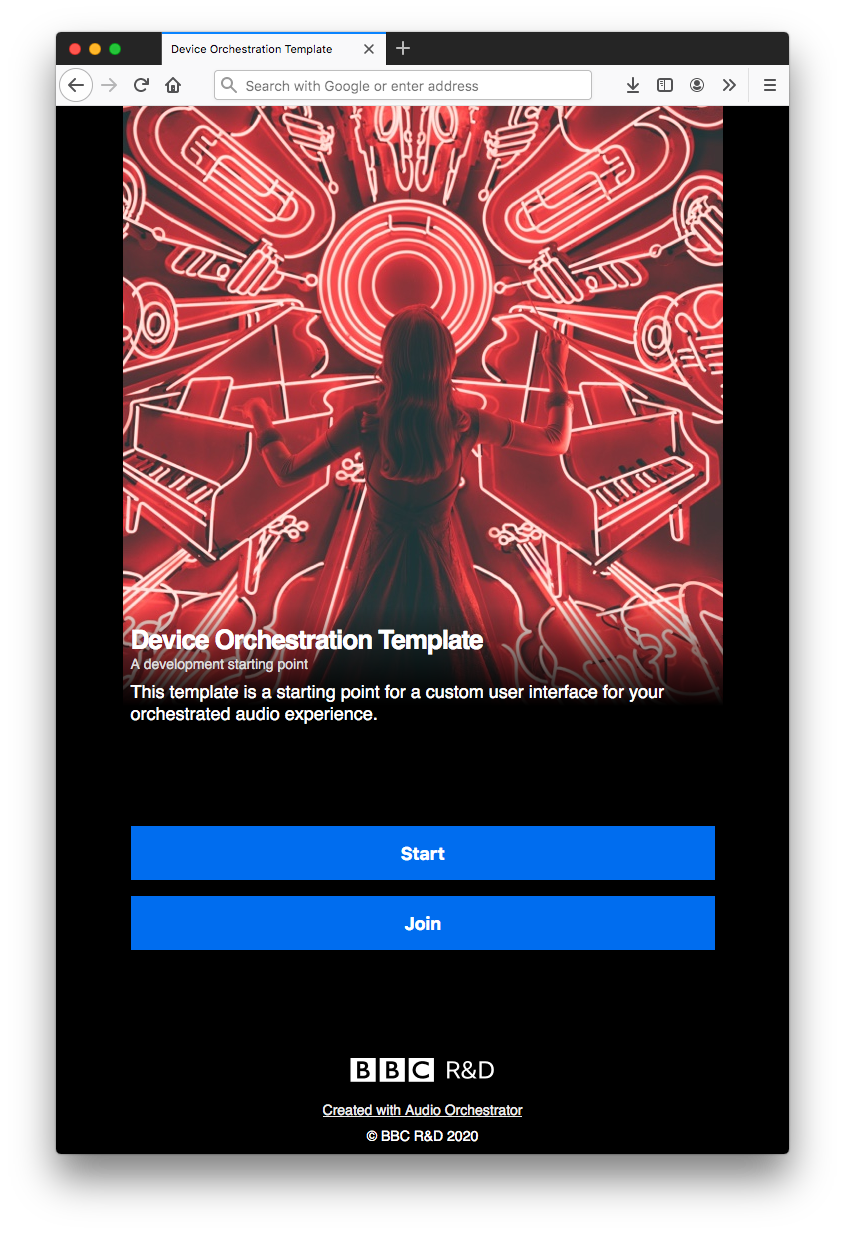 Device Orchestration Template
Search with Google or enter address
Device Orchestration Template
A development starting point
This template is a starting point for a custom user interface for your
orchestrated audio experience.
Start
Join
BBC R&D
Created with Audio Orchestrator
© BBC R&D 2020